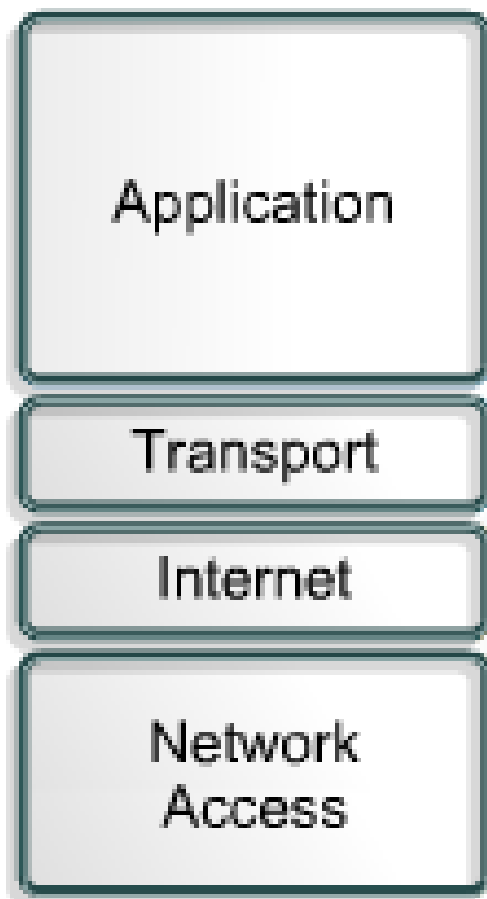 Application
Transport
Internet
Network
Access